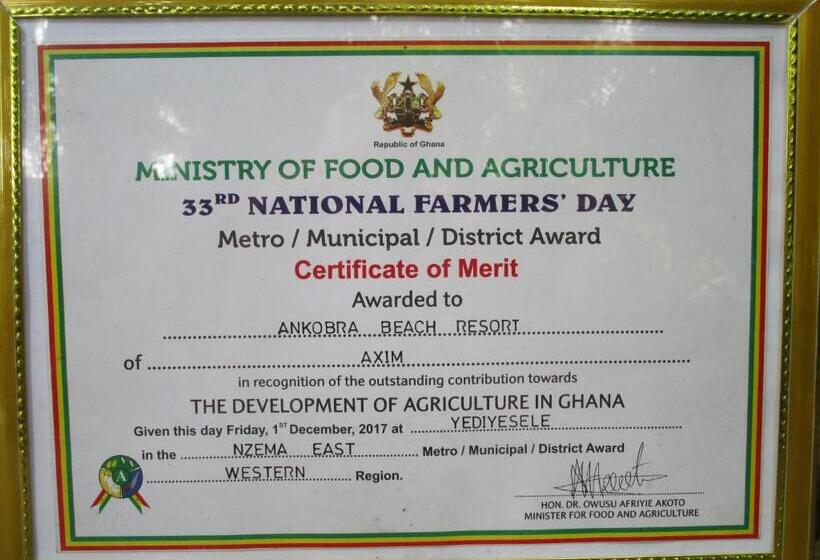 Republic of Ghana
MINISTRY OF FOOD AND AGRICULTURE
33RD NATIONAL FARMERS' DAY
Metro / Municipal / District Award
Certificate of Merit
Awarded to
ANKOBRA BEACH RESORT
of AXIM
in recognition of the outstanding contribution towards
THE DEVELOPMENT OF AGRICULTURE IN GHANA
Given this day Friday, 1ST December, 2017 at YEDIYESELE
in the NZEMA EAST Metro / Municipal / District Award
WESTERN Region.
HON. DR. OWUSU AFRIYIE AKOTO
MINISTER FOR FOOD AND AGRICULTURE